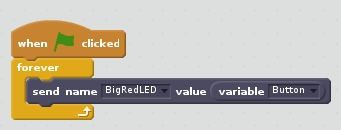 when clicked
forever
send name BigRedLED value variable Button